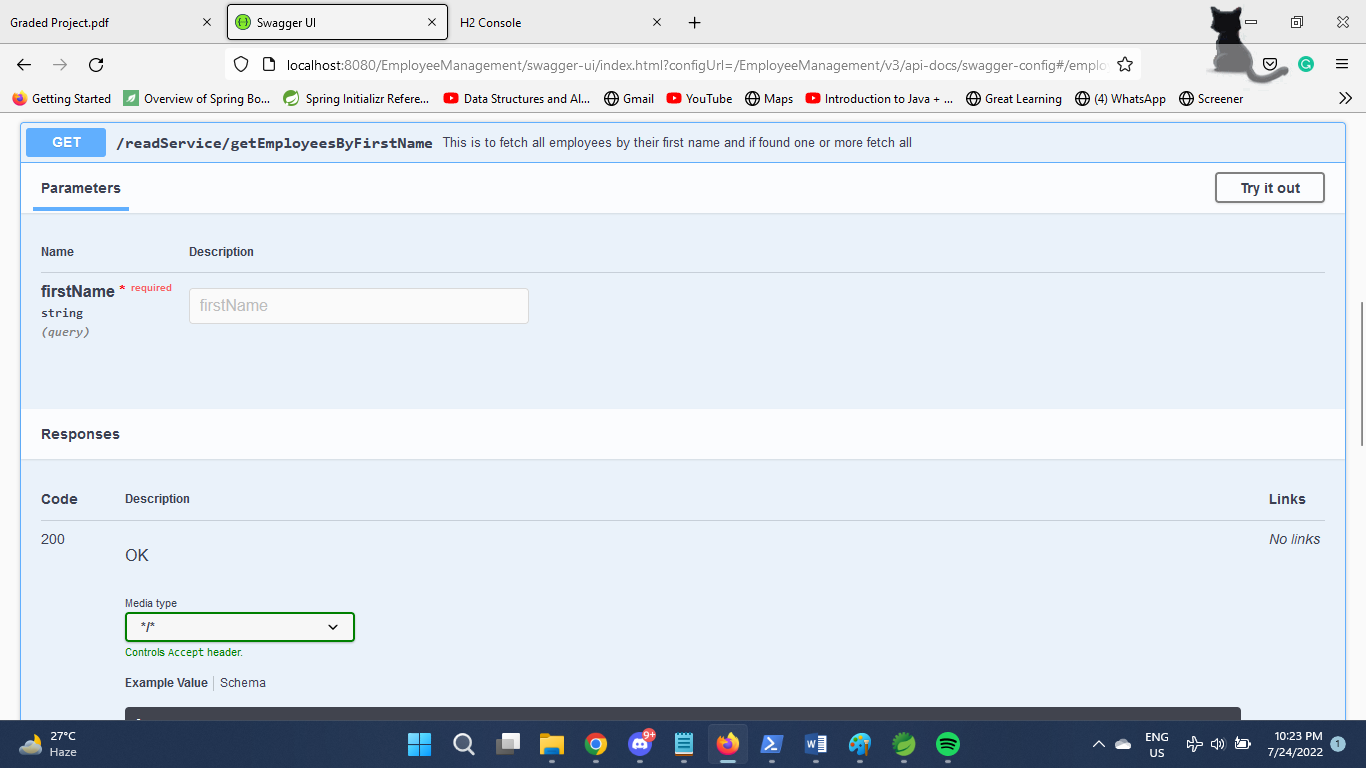 Graded Project.pdf
Swagger UI
H2 Console
localhost:8080/EmployeeManagement/swagger-ui/index.html?configUrl=/EmployeeManagement/v3/api-docs/swagger-config#/emplo
Getting Started
Overview of Spring Bo...
Spring Initializr Refere...
Data Structures and Al...
Gmail
YouTube
Maps
Introduction to Java + ...
Great Learning
(4) WhatsApp
Screener
GET /readService/getEmployeesByFirstName This is to fetch all employees by their first name and if found one or more fetch all
Parameters
Try it out
Name Description
firstName * required
firstName
string
(query)
Responses
Code Description Links
200
No links
OK
Media type
*/*
Controls Accept header.
Example Value Schema
27°C
Haze
9+
ENG
US
10:23 PM
7/24/2022
1